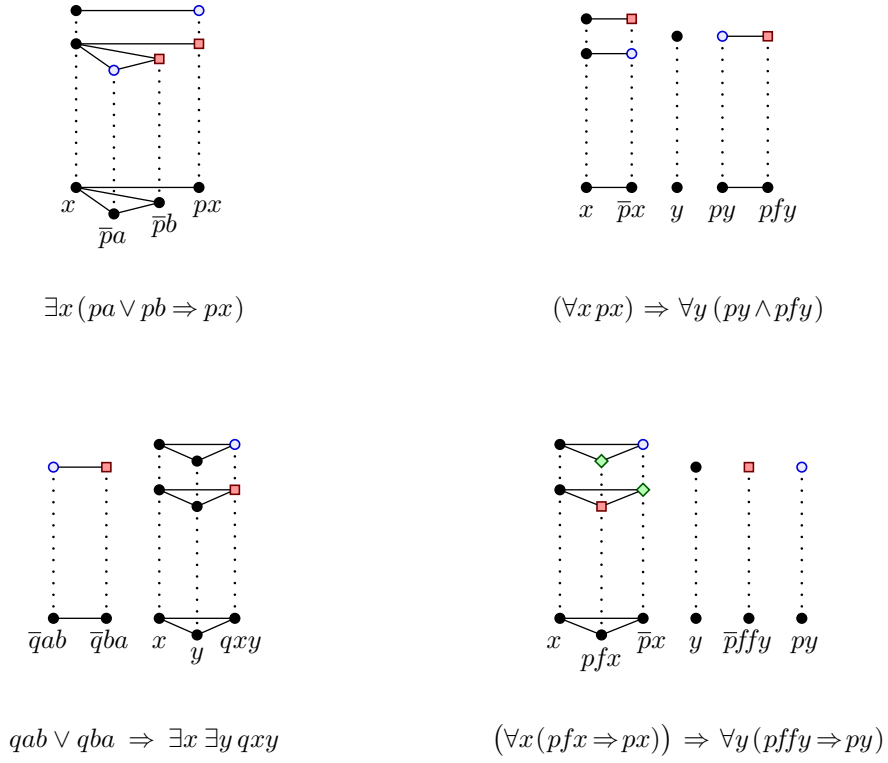 x p̅a p̅b px
x p̅x y py pfy
∃x (pa ∨ pb ⇒ px)
(∀x px) ⇒ ∀y (py ∧ pfy)
q̅ab q̅ba x y qxy
x pfx p̅x y p̅ffy py
qab ∨ qba ⇒ ∃x ∃y qxy
(∀x(pfx ⇒ px)) ⇒ ∀y (pffy ⇒ py)